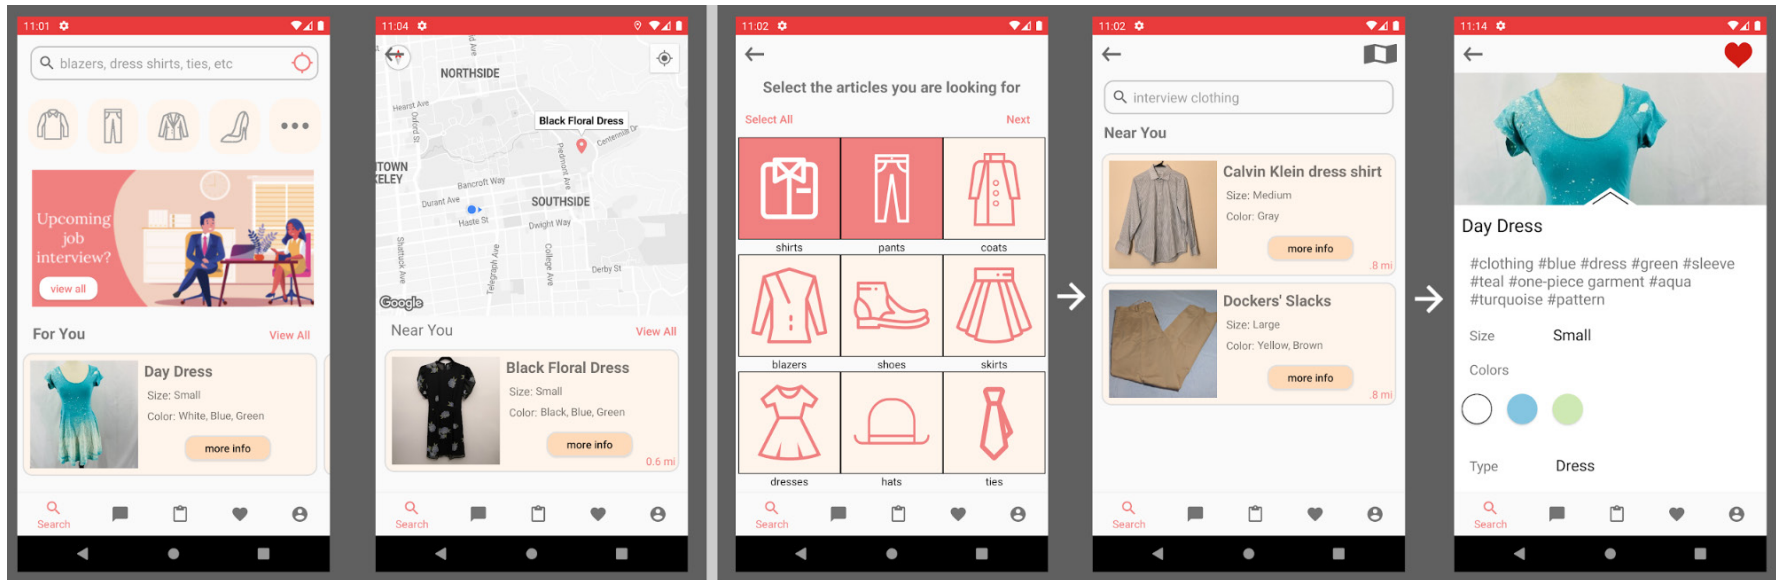 11:01
blazers, dress shirts, ties, etc
Upcoming
job
interview?
view all
For You
View All
Day Dress
Size: Small
Color: White, Blue, Green
more info
Search
11:04
NORTHSIDE
Hearst Ave
Oxford St
Black Floral Dress
Centennial Dr
Piedmont Ave
TOWN
KELEY
Bancroft Way
Durant Ave
SOUTHSIDE
Haste St
Dwight Way
Shattuck Ave
Telegraph Ave
College Ave
Derby St
Google
Near You
View All
Black Floral Dress
Size: Small
Color: Black, Blue, Green
more info
0.6 mi
Search
11:02
Select the articles you are looking for
Select All
Next
shirts
pants
coats
blazers
shoes
skirts
dresses
hats
ties
Search
11:02
interview clothing
Near You
Calvin Klein dress shirt
Size: Medium
Color: Gray
more info
.8 mi
Dockers' Slacks
Size: Large
Color: Yellow, Brown
more info
.8 mi
Search
11:14
Day Dress
#clothing #blue #dress #green #sleeve
#teal #one-piece garment #aqua
#turquoise #pattern
Size
Small
Colors
Type
Dress
Search